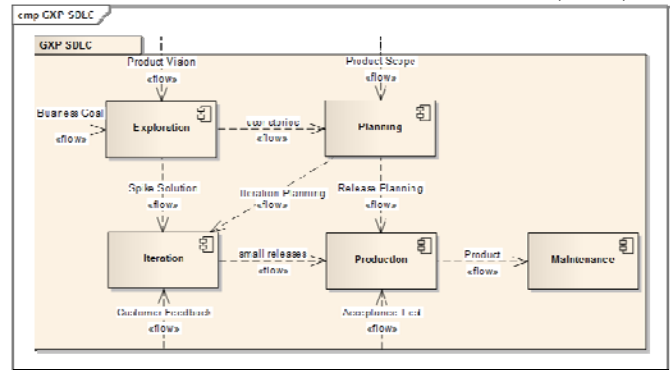 cmp GXP SDLC
GXP SDLC
Product Vision
«flow»
Product Scope
«flow»
Business Goal
«flow»
Exploration
user stories
«flow»
Planning
Spike Solution
«flow»
Iteration Planning
«flow»
Release Planning
«flow»
Iteration
small releases
«flow»
Production
Product
«flow»
Maintenance
Customer Feedback
«flow»
Acceptance Test
«flow»